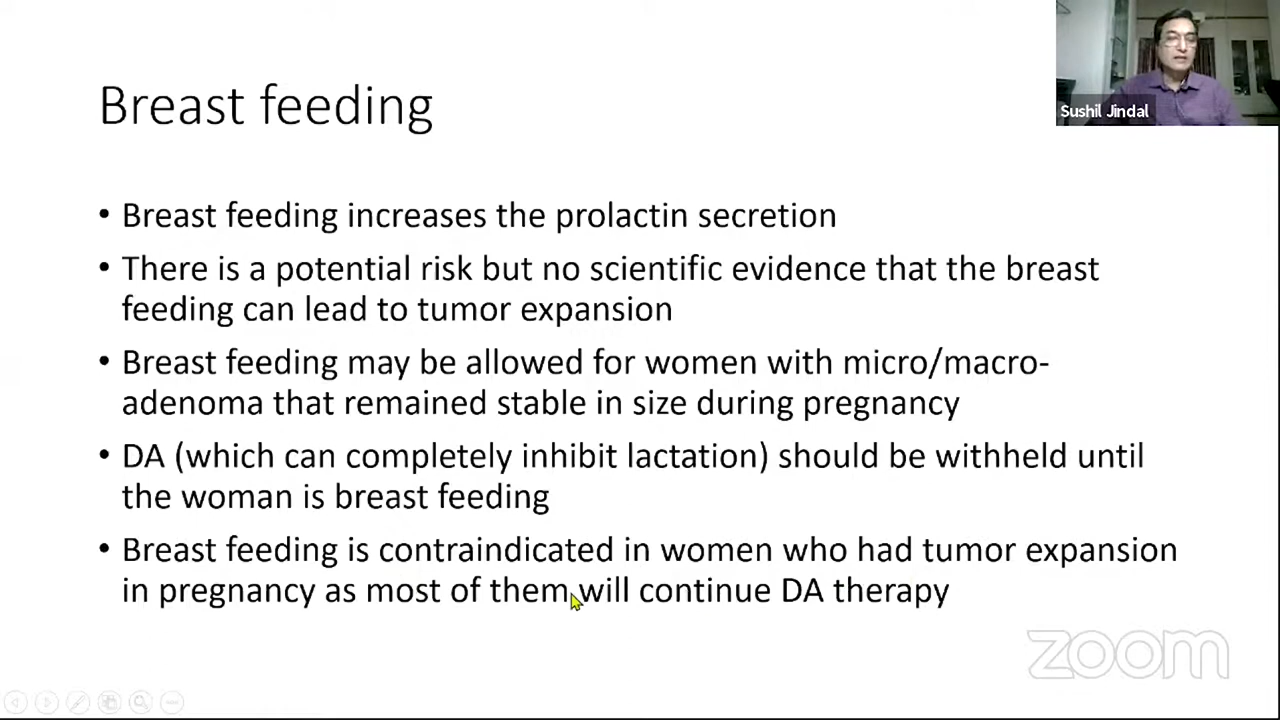 Breast feeding
Sushil Jindal
• Breast feeding increases the prolactin secretion
• There is a potential risk but no scientific evidence that the breast
feeding can lead to tumor expansion
• Breast feeding may be allowed for women with micro/macro-
adenoma that remained stable in size during pregnancy
• DA (which can completely inhibit lactation) should be withheld until
the woman is breast feeding
• Breast feeding is contraindicated in women who had tumor expansion
in pregnancy as most of them will continue DA therapy
zoom